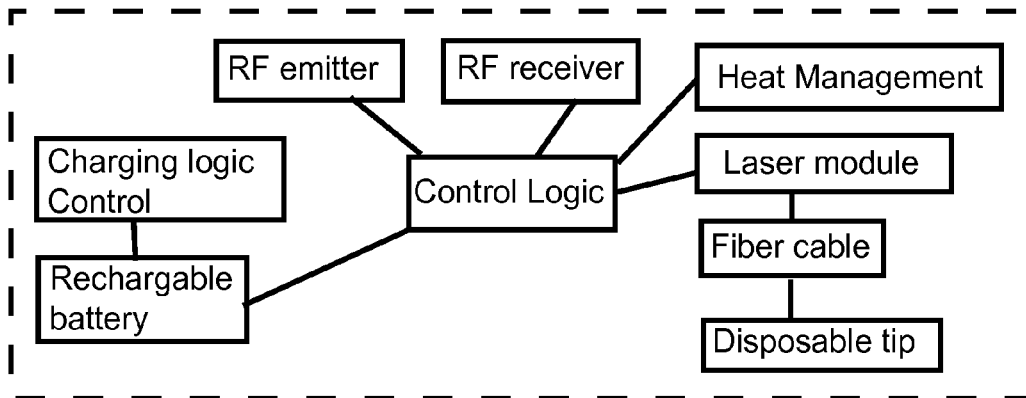 RF emitter
RF receiver
Heat Management
Charging logic
Control
Control Logic
Laser module
Fiber cable
Rechargable
battery
Disposable tip